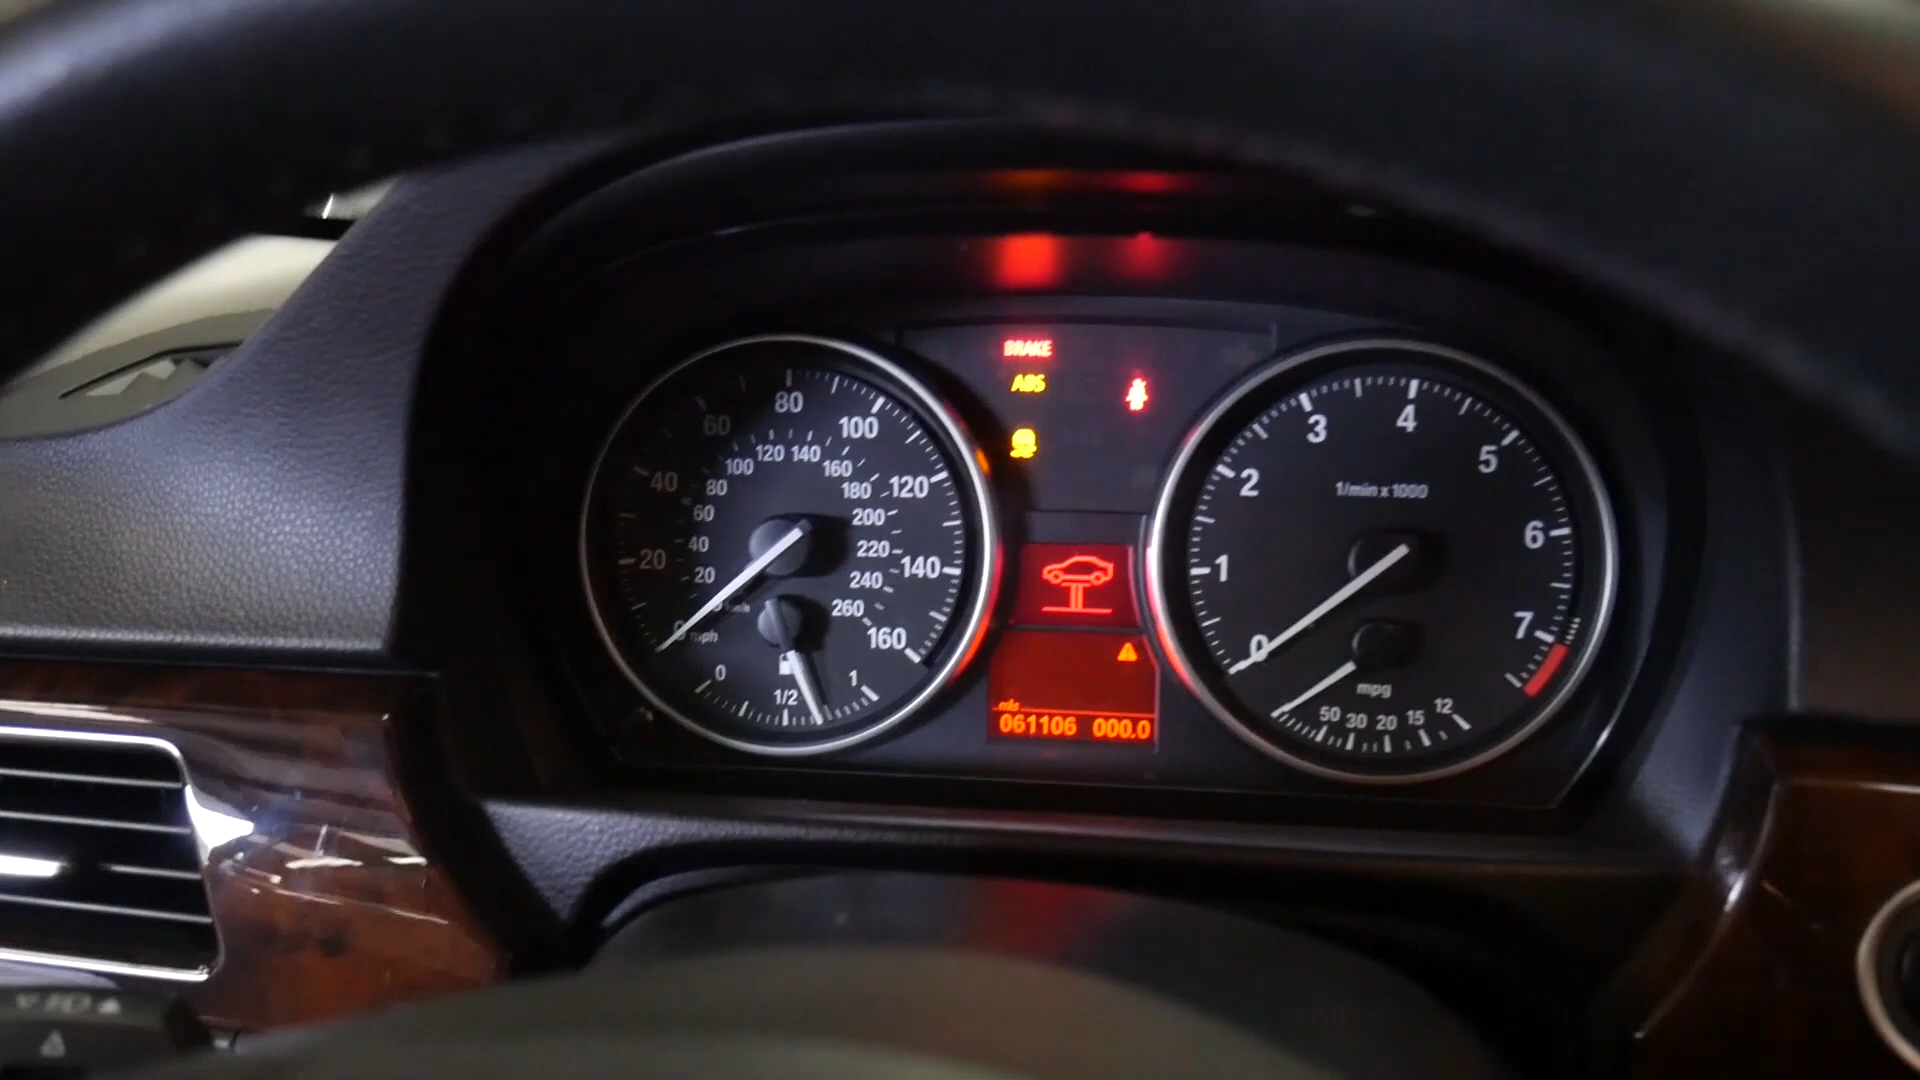 BRAKE
ABS
20 40 60 80 100 120 140 160
20 40 60 80 100 120 140 160 180 200 220 240 260
0 mph
0 1/2 1
mls
061106 000.0
0 1 2 3 4 5 6 7
1/min x 1000
mpg
50 30 20 15 12